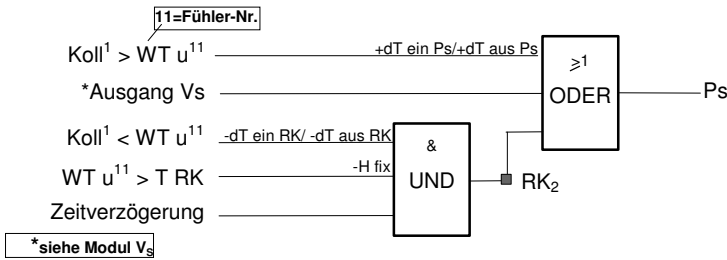 11=Fühler-Nr.
Koll¹ > WT u¹¹ +dT ein Ps/+dT aus Ps ≥1
*Ausgang Vs ODER Ps
Koll¹ < WT u¹¹ -dT ein RK/ -dT aus RK &
WT u¹¹ > T RK -H fix UND RK₂
Zeitverzögerung
*siehe Modul Vₛ